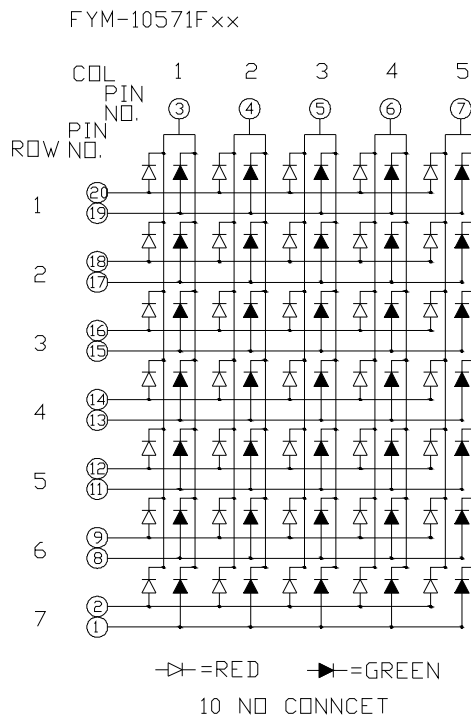 FYM-10571Fxx
COL 1 2 3 4 5
PIN NO. 3 4 5 6 7
ROW PIN NO.
1 20
19
2 18
17
3 16
15
4 14
13
5 12
11
6 9
8
7 2
1
=RED =GREEN
10 NO CONNCET